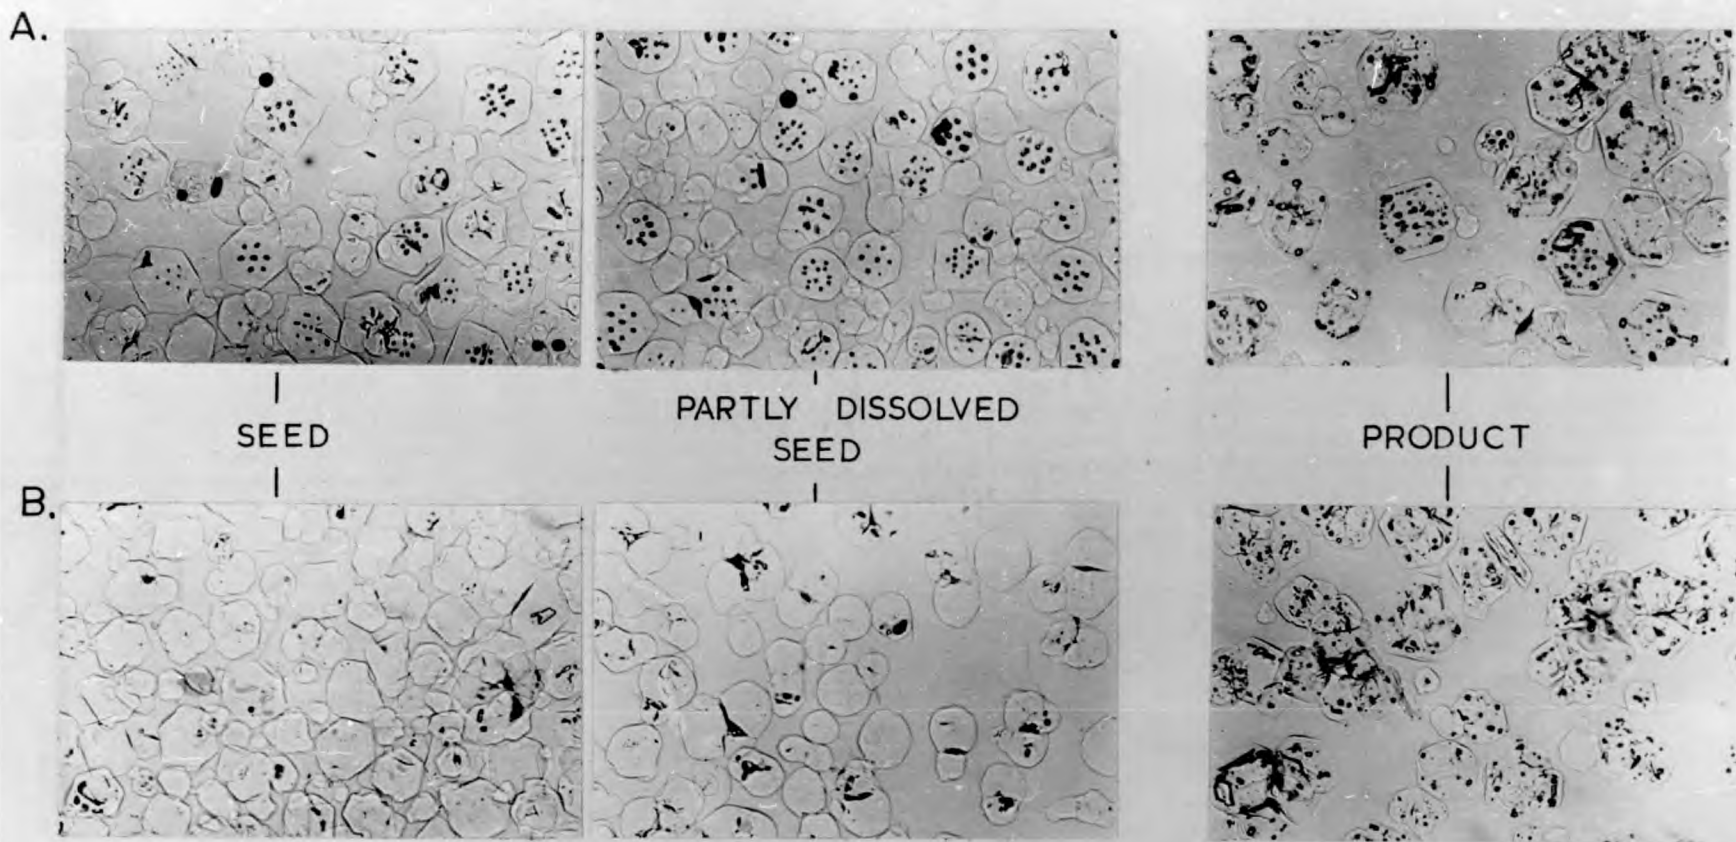 A.
SEED
PARTLY DISSOLVED
SEED
PRODUCT
B.